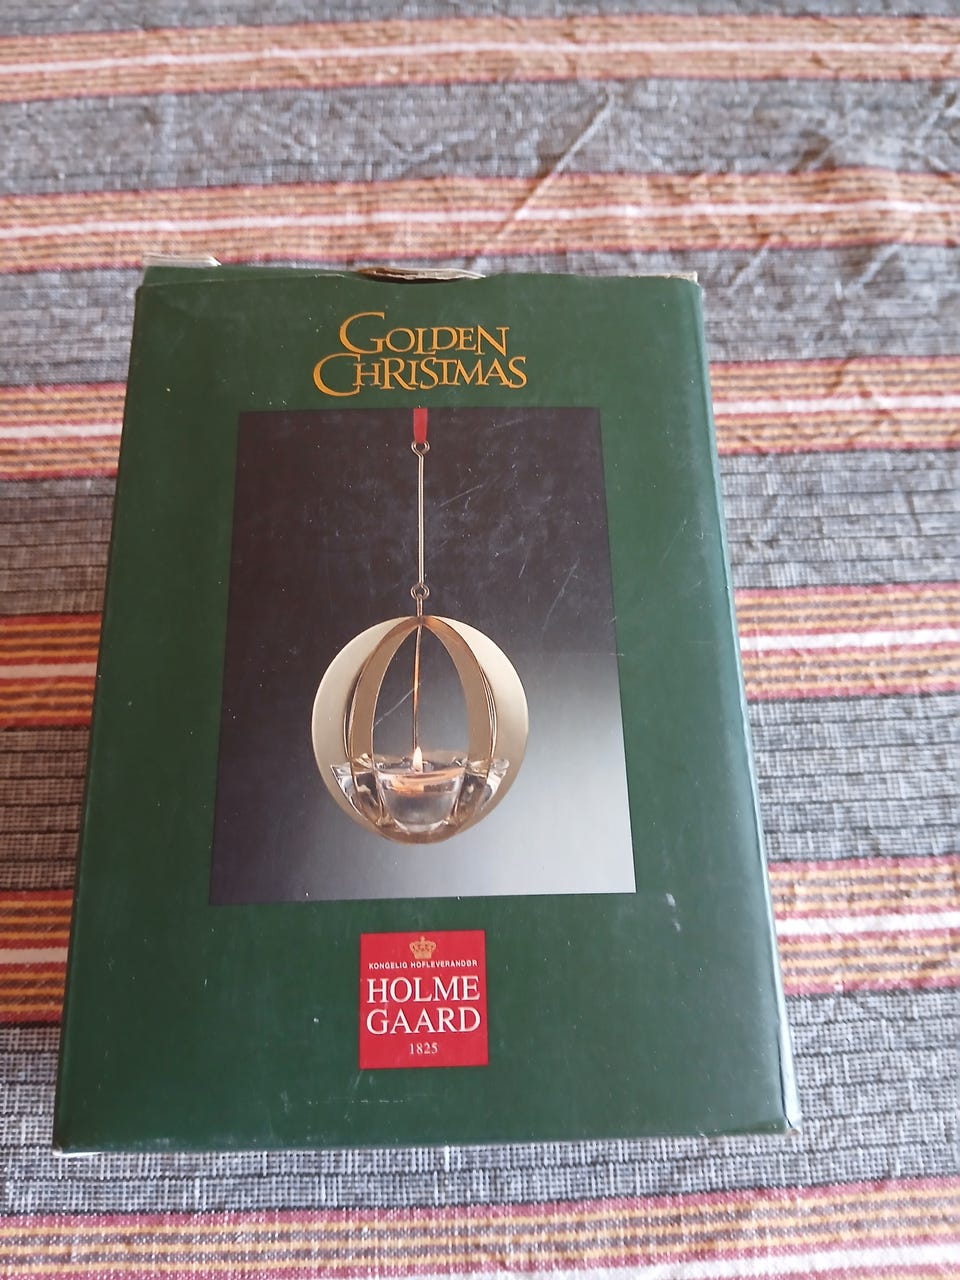 GOLDEN
CHRISTMAS
KONGELIG HOFLEVERANDØR
HOLME
GAARD
1825